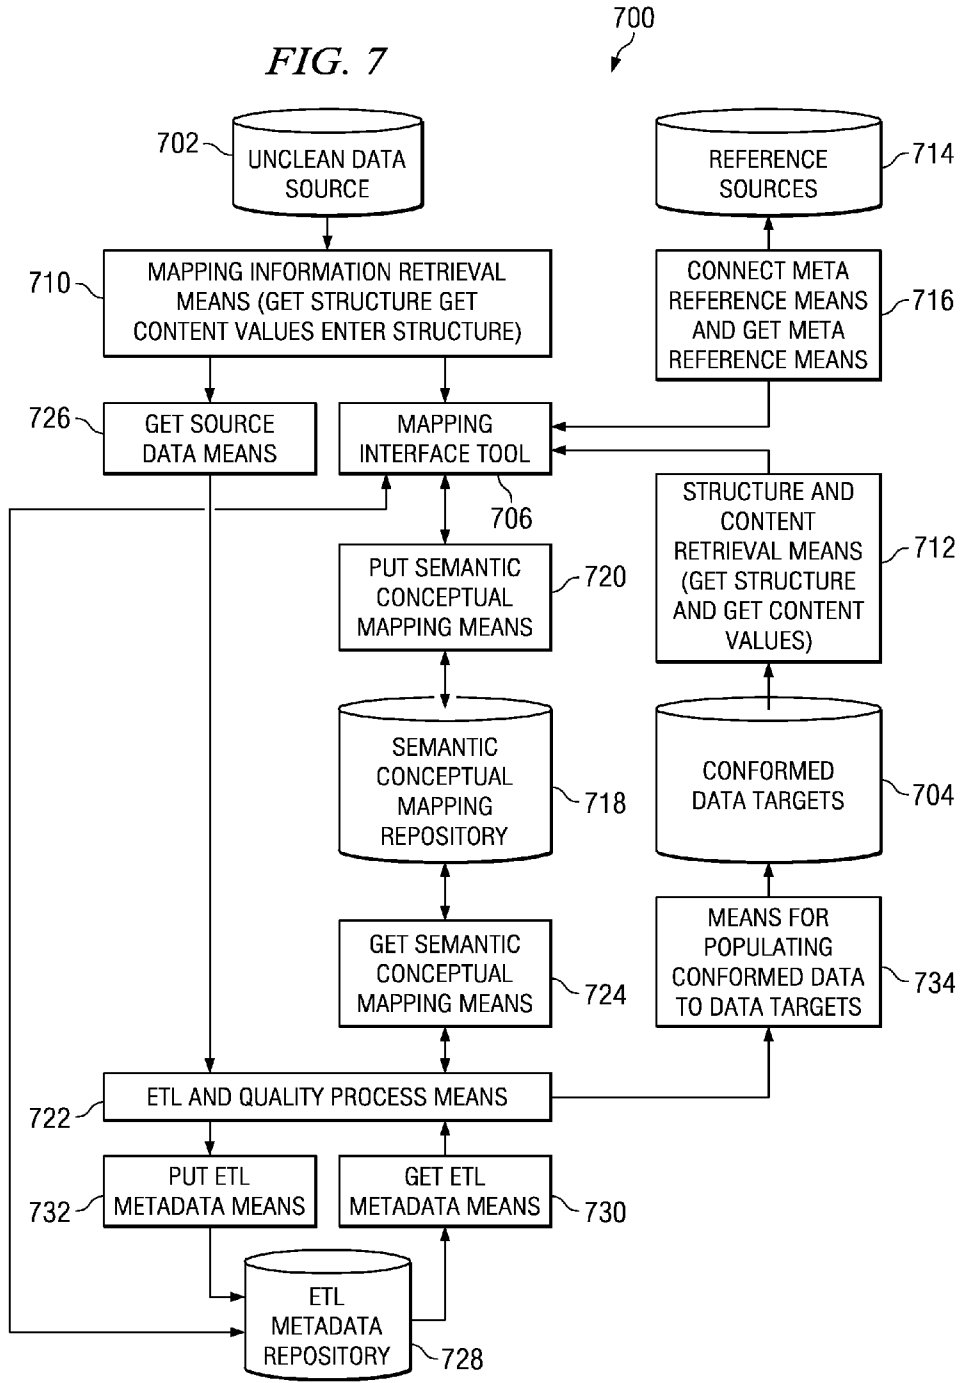 700
FIG. 7
702
UNCLEAN DATA
SOURCE
REFERENCE
SOURCES
714
710
MAPPING INFORMATION RETRIEVAL
MEANS (GET STRUCTURE GET
CONTENT VALUES ENTER STRUCTURE)
CONNECT META
REFERENCE MEANS
AND GET META
REFERENCE MEANS
716
726
GET SOURCE
DATA MEANS
MAPPING
INTERFACE TOOL
706
STRUCTURE AND
CONTENT
RETRIEVAL MEANS
(GET STRUCTURE
AND GET CONTENT
VALUES)
712
PUT SEMANTIC
CONCEPTUAL
MAPPING MEANS
720
SEMANTIC
CONCEPTUAL
MAPPING
REPOSITORY
718
CONFORMED
DATA TARGETS
704
GET SEMANTIC
CONCEPTUAL
MAPPING MEANS
724
MEANS FOR
POPULATING
CONFORMED DATA
TO DATA TARGETS
734
722
ETL AND QUALITY PROCESS MEANS
732
PUT ETL
METADATA MEANS
GET ETL
METADATA MEANS
730
ETL
METADATA
REPOSITORY
728